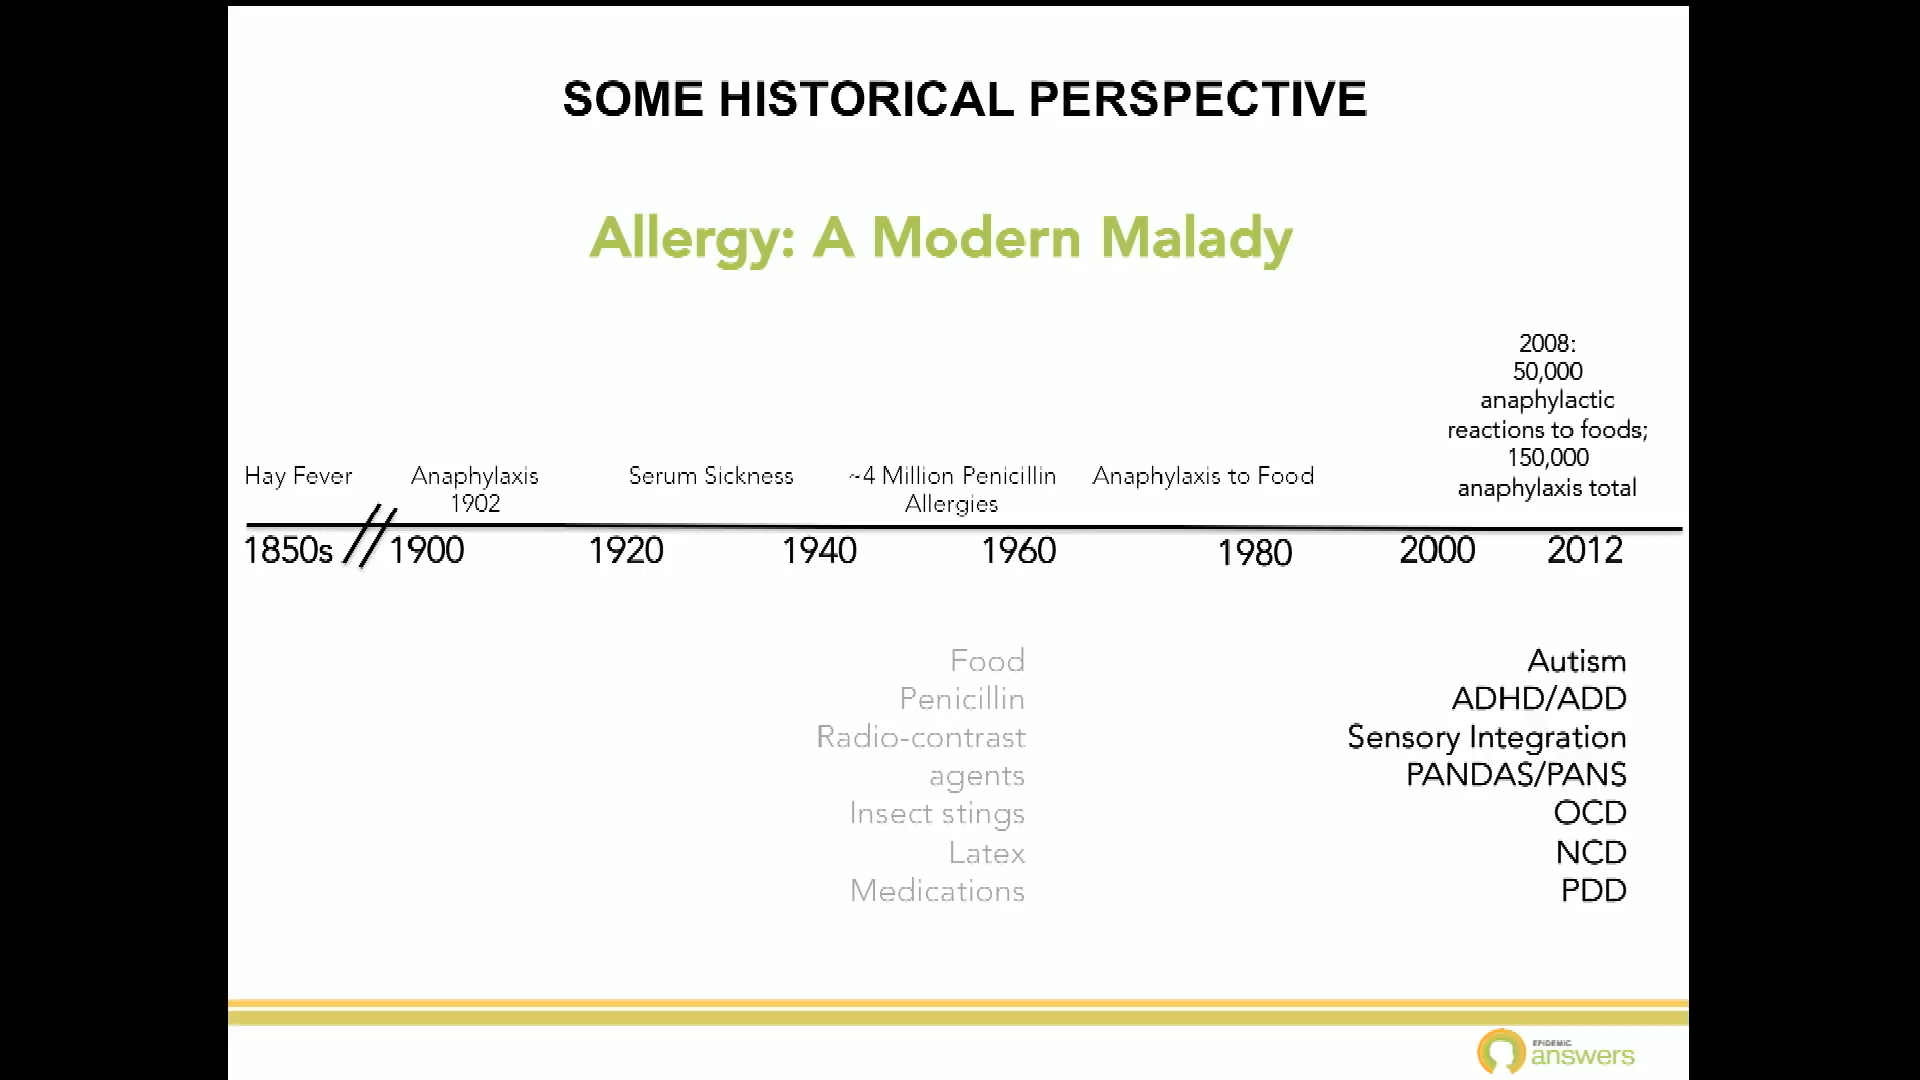 SOME HISTORICAL PERSPECTIVE
Allergy: A Modern Malady
2008:
50,000
anaphylactic
reactions to foods;
150,000
anaphylaxis total
Hay Fever
Anaphylaxis
1902
Serum Sickness
~4 Million Penicillin
Allergies
Anaphylaxis to Food
1850s // 1900 1920 1940 1960 1980 2000 2012
Food
Penicillin
Radio-contrast
agents
Insect stings
Latex
Medications
Autism
ADHD/ADD
Sensory Integration
PANDAS/PANS
OCD
NCD
PDD
EPIDEMIC
answers